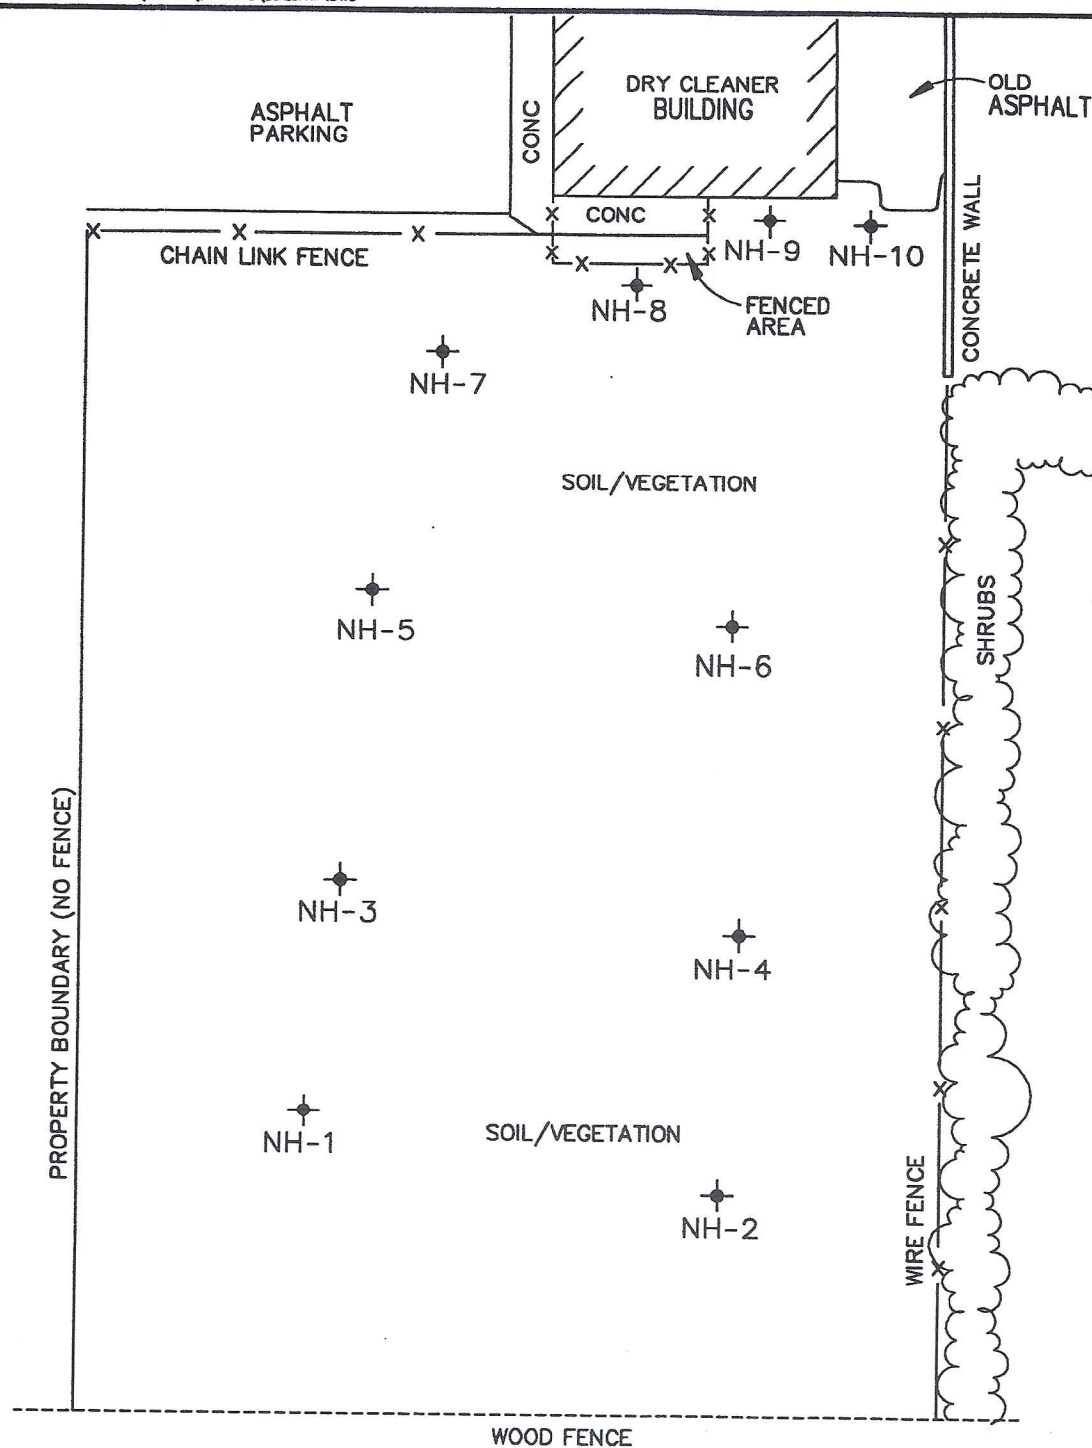 ASPHALT
PARKING
CONC
DRY CLEANER
BUILDING
OLD
ASPHALT
CONC
CHAIN LINK FENCE
NH-9
NH-10
CONCRETE WALL
NH-8
FENCED
AREA
NH-7
SOIL/VEGETATION
NH-5
NH-6
SHRUBS
PROPERTY BOUNDARY (NO FENCE)
NH-3
NH-4
NH-1
SOIL/VEGETATION
NH-2
WIRE FENCE
WOOD FENCE